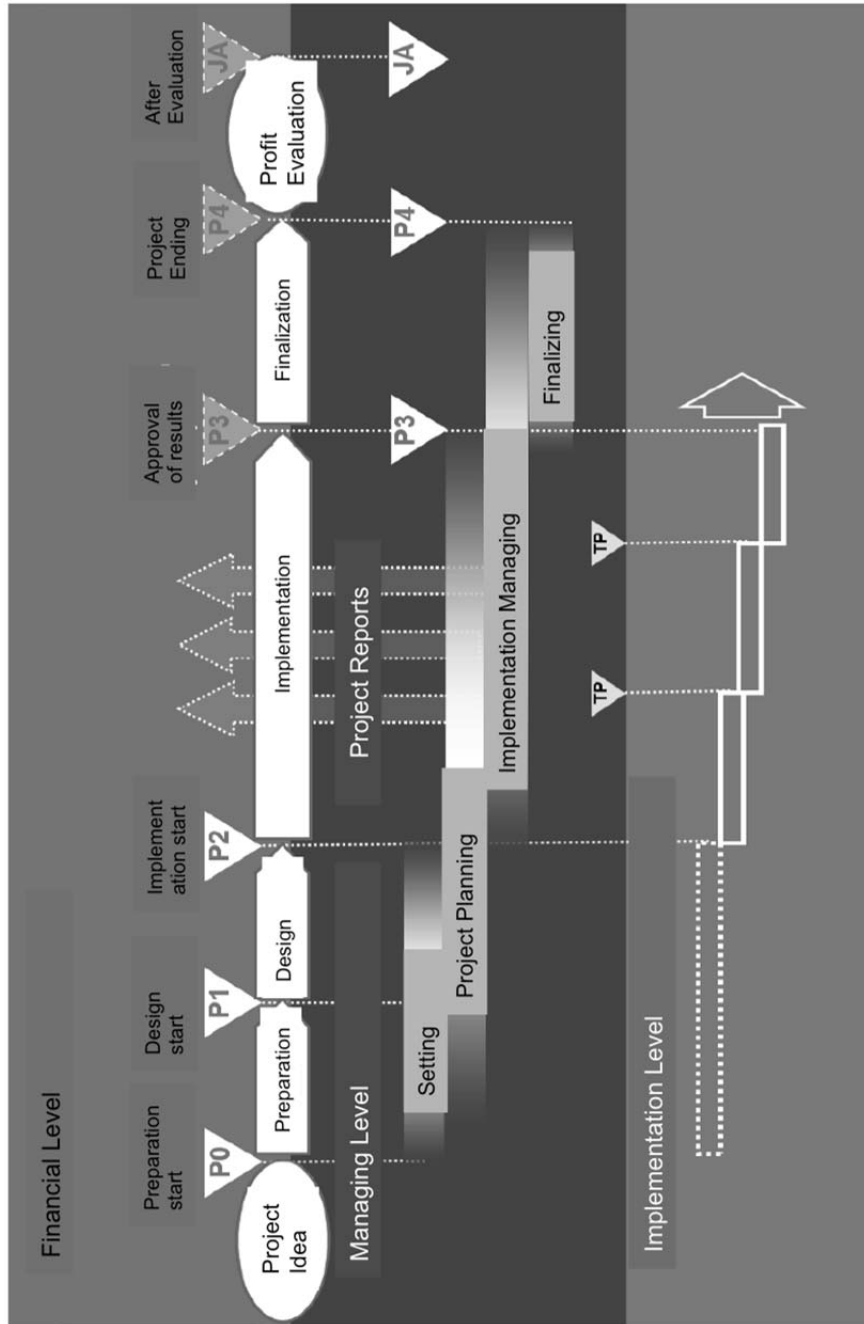 Financial Level
Preparation
start
Design
start
Implement
ation start
Approval
of results
Project
Ending
After
Evaluation
P0
P1
P2
P3
P4
JA
Project
Idea
Preparation
Design
Implementation
Finalization
Profit
Evaluation
Managing Level
Project Reports
P3
P4
JA
Setting
Project Planning
Implementation Managing
Finalizing
TP
TP
Implementation Level